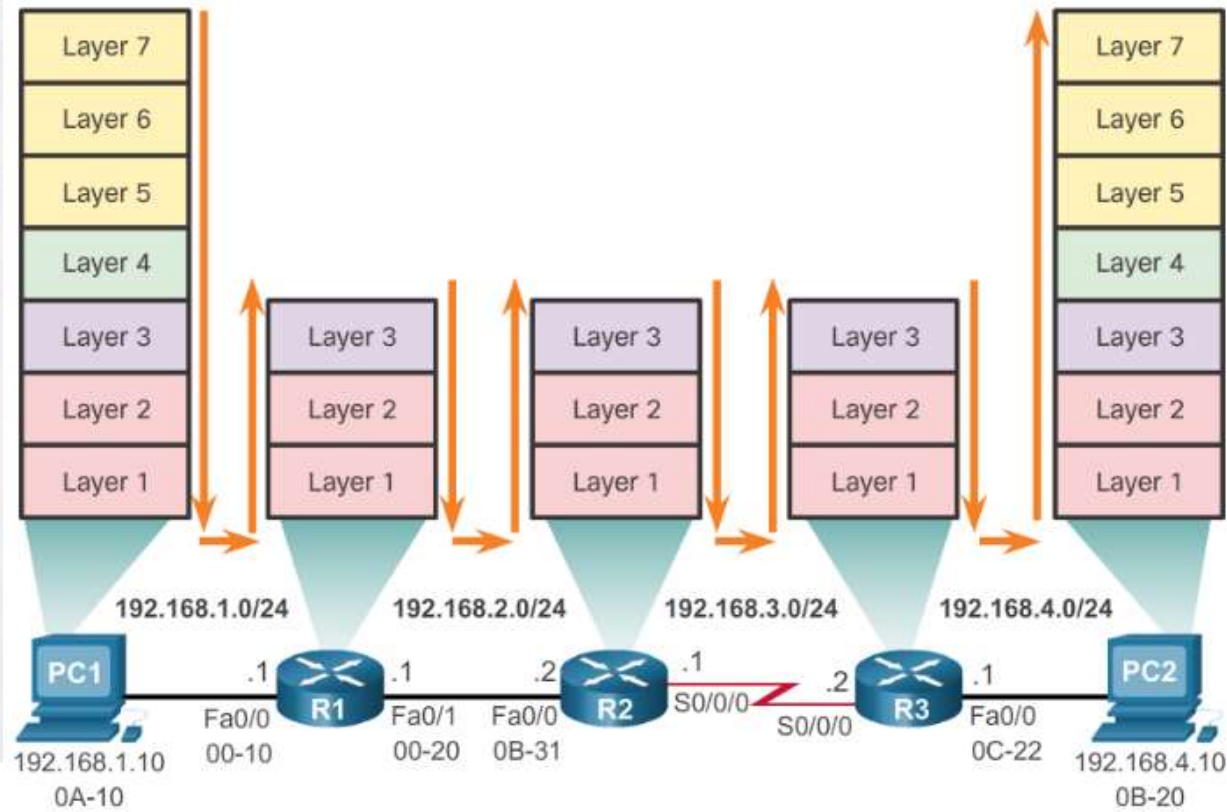 Layer 7
Layer 6
Layer 5
Layer 4
Layer 3
Layer 2
Layer 1
Layer 3
Layer 2
Layer 1
Layer 3
Layer 2
Layer 1
Layer 3
Layer 2
Layer 1
Layer 7
Layer 6
Layer 5
Layer 4
Layer 3
Layer 2
Layer 1
192.168.1.0/24
192.168.2.0/24
192.168.3.0/24
192.168.4.0/24
PC1
192.168.1.10
0A-10
.1
Fa0/0
00-10
R1
.1
Fa0/1
00-20
.2
Fa0/0
0B-31
R2
.1
S0/0/0
.2
S0/0/0
R3
.1
Fa0/0
0C-22
PC2
192.168.4.10
0B-20